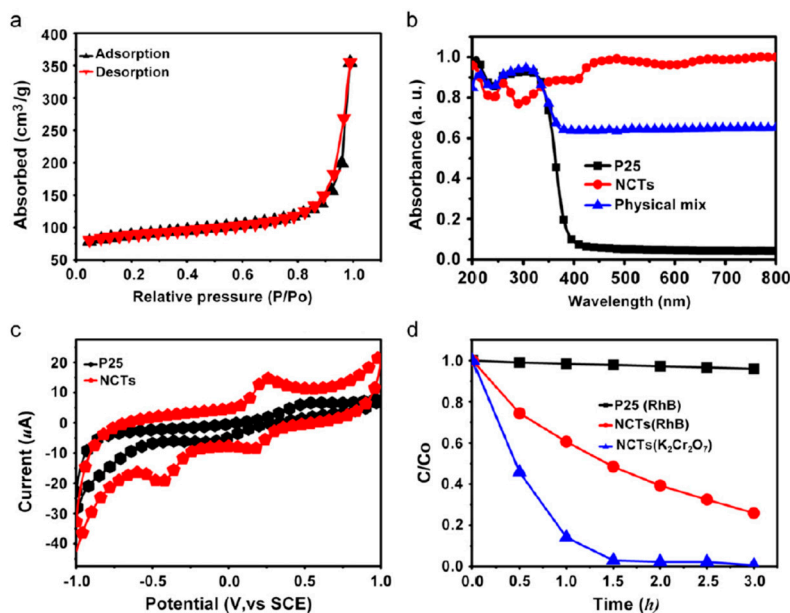 a
Absorbed (cm³/g)
350
300
250
200
150
100
50
0
0.0 0.2 0.4 0.6 0.8 1.0
Relative pressure (P/Po)
Adsorption
Desorption
b
Absorbance (a. u.)
1.0
0.8
0.6
0.4
0.2
0.0
200 300 400 500 600 700 800
Wavelength (nm)
P25
NCTs
Physical mix
c
Current (uA)
20
10
0
-10
-20
-30
-40
-1.0 -0.5 0.0 0.5 1.0
Potential (V,vs SCE)
P25
NCTs
d
C/Co
1.0
0.8
0.6
0.4
0.2
0.0
0.0 0.5 1.0 1.5 2.0 2.5 3.0
Time (h)
P25 (RhB)
NCTs(RhB)
NCTs(K₂Cr₂O₇)